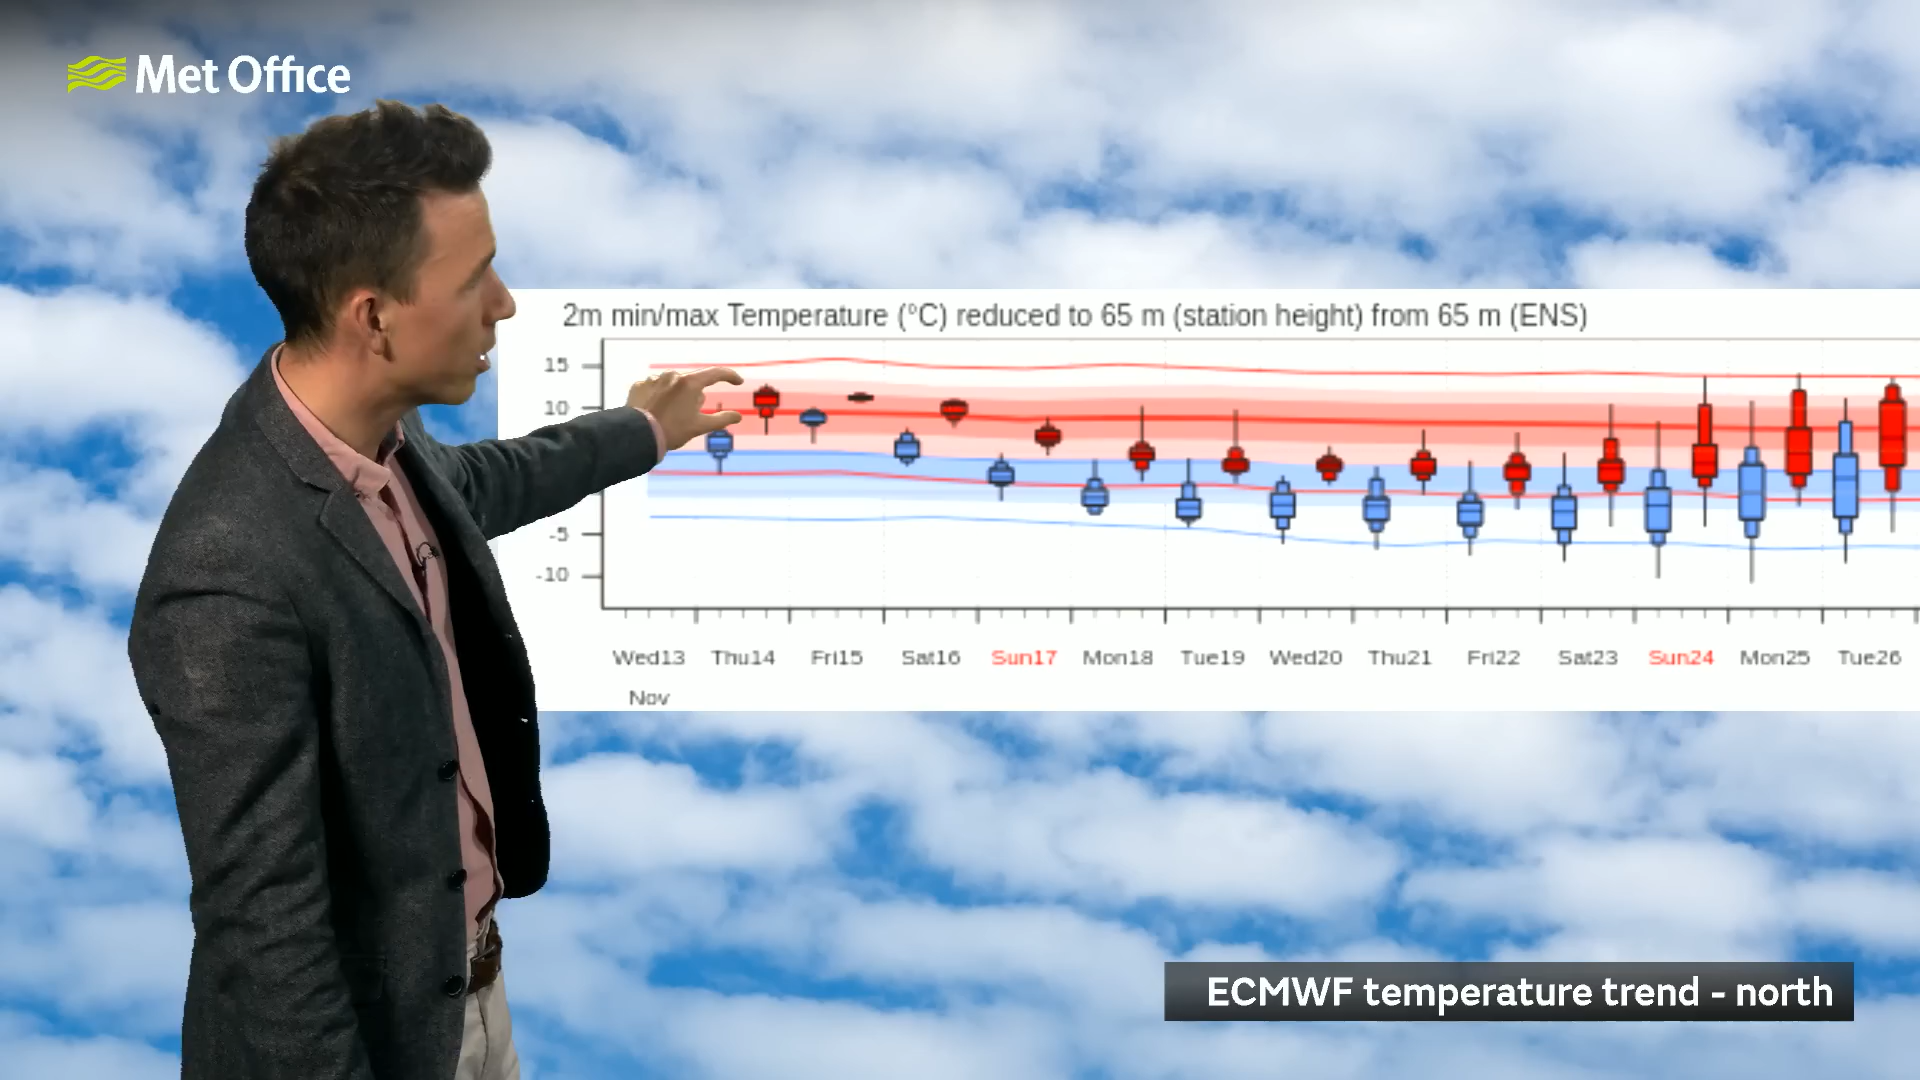 Met Office
2m min/max Temperature (°C) reduced to 65 m (station height) from 65 m (ENS)
15
10
-5
-10
Wed13 Thu14 Fri15 Sat16 Sun17 Mon18 Tue19 Wed20 Thu21 Fri22 Sat23 Sun24 Mon25 Tue26
Nov
ECMWF temperature trend - north